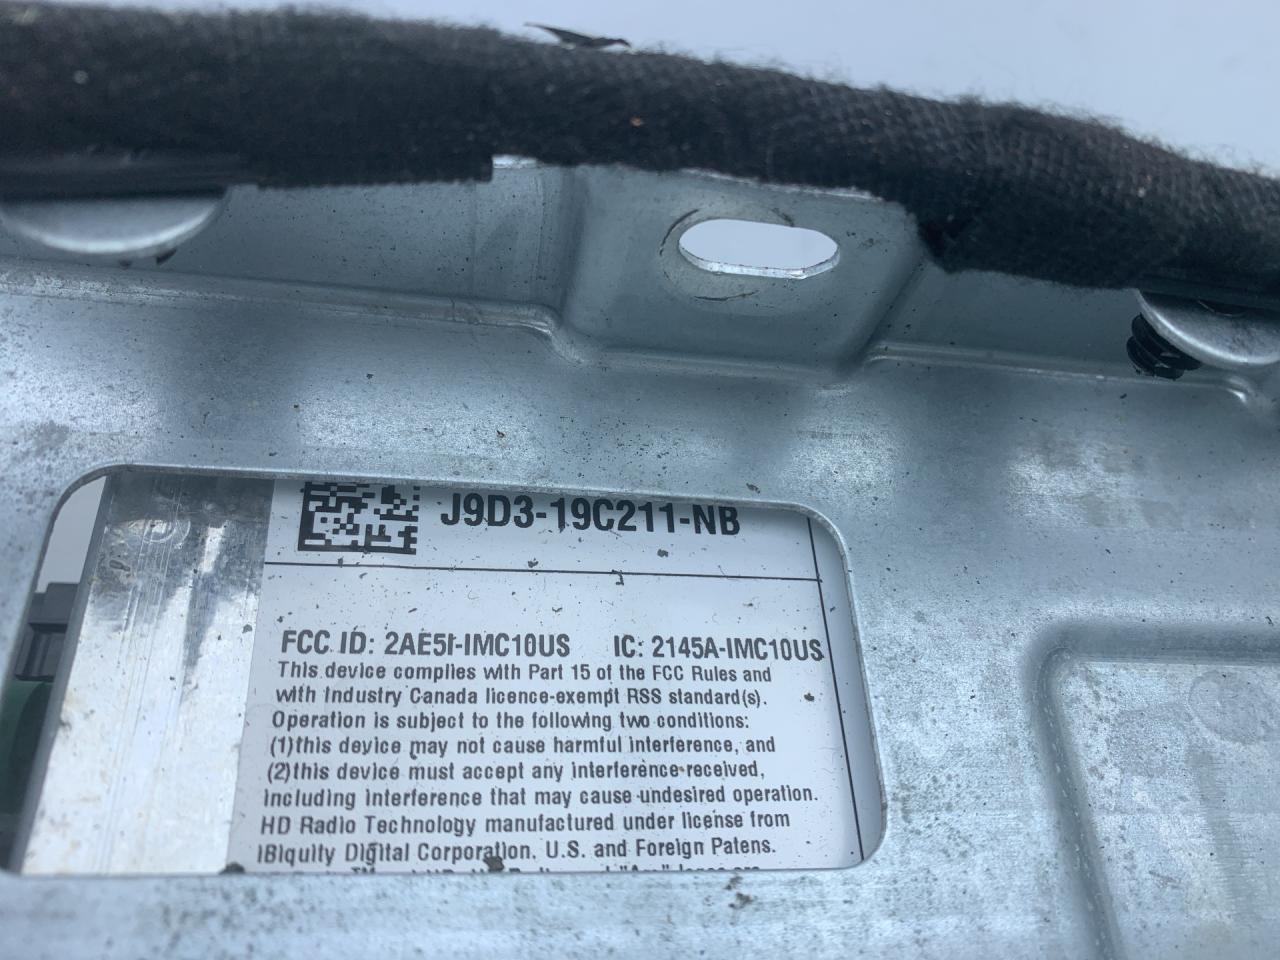 J9D3-19C211-NB
FCC ID: 2AE5I-IMC10US IC: 2145A-IMC10US
This device complies with Part 15 of the FCC Rules and
with Industry Canada licence-exempt RSS standard(s).
Operation is subject to the following two conditions:
(1)this device may not cause harmful interference, and
(2)this device must accept any interference received,
including interference that may cause undesired operation.
HD Radio Technology manufactured under license from
iBiquity Digital Corporation. U.S. and Foreign Patens.